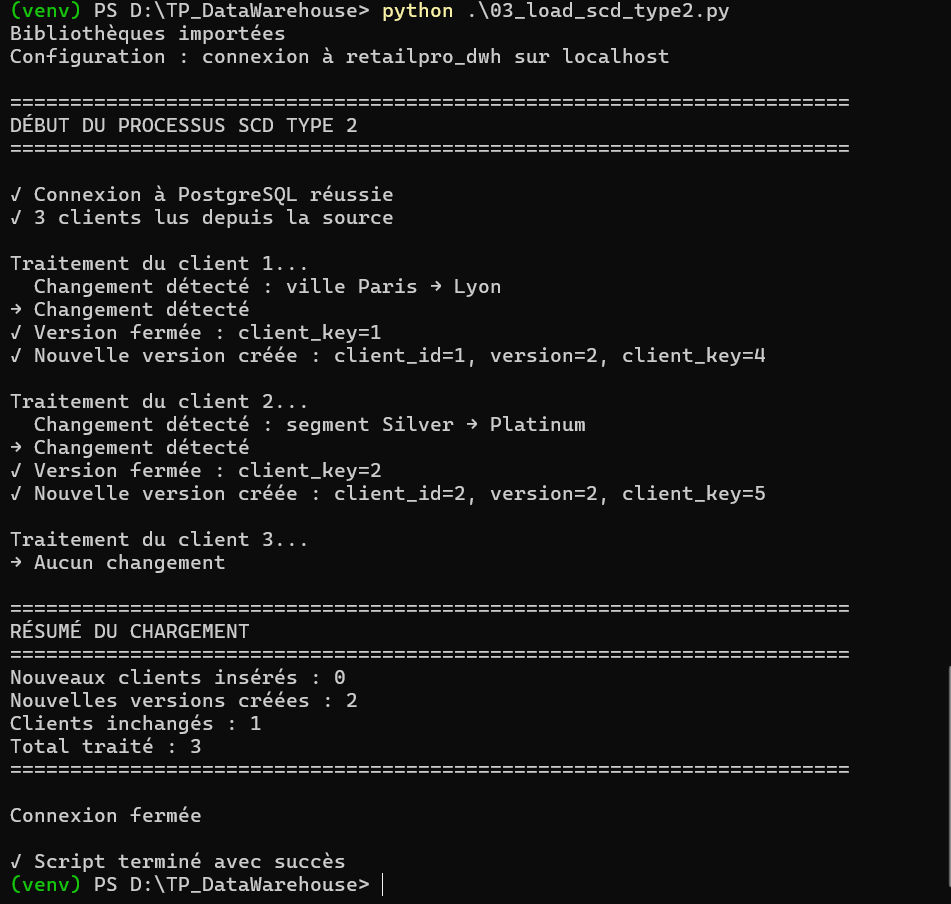 (venv) PS D:\TP_DataWarehouse> python .\03_load_scd_type2.py
Bibliothèques importées
Configuration : connexion à retailpro_dwh sur localhost
======================================================================
DÉBUT DU PROCESSUS SCD TYPE 2
======================================================================
√ Connexion à PostgreSQL réussie
√ 3 clients lus depuis la source
Traitement du client 1...
  Changement détecté : ville Paris → Lyon
→ Changement détecté
√ Version fermée : client_key=1
√ Nouvelle version créée : client_id=1, version=2, client_key=4
Traitement du client 2...
  Changement détecté : segment Silver → Platinum
→ Changement détecté
√ Version fermée : client_key=2
√ Nouvelle version créée : client_id=2, version=2, client_key=5
Traitement du client 3...
→ Aucun changement
======================================================================
RÉSUMÉ DU CHARGEMENT
======================================================================
Nouveaux clients insérés : 0
Nouvelles versions créées : 2
Clients inchangés : 1
Total traité : 3
======================================================================
Connexion fermée
√ Script terminé avec succès
(venv) PS D:\TP_DataWarehouse>